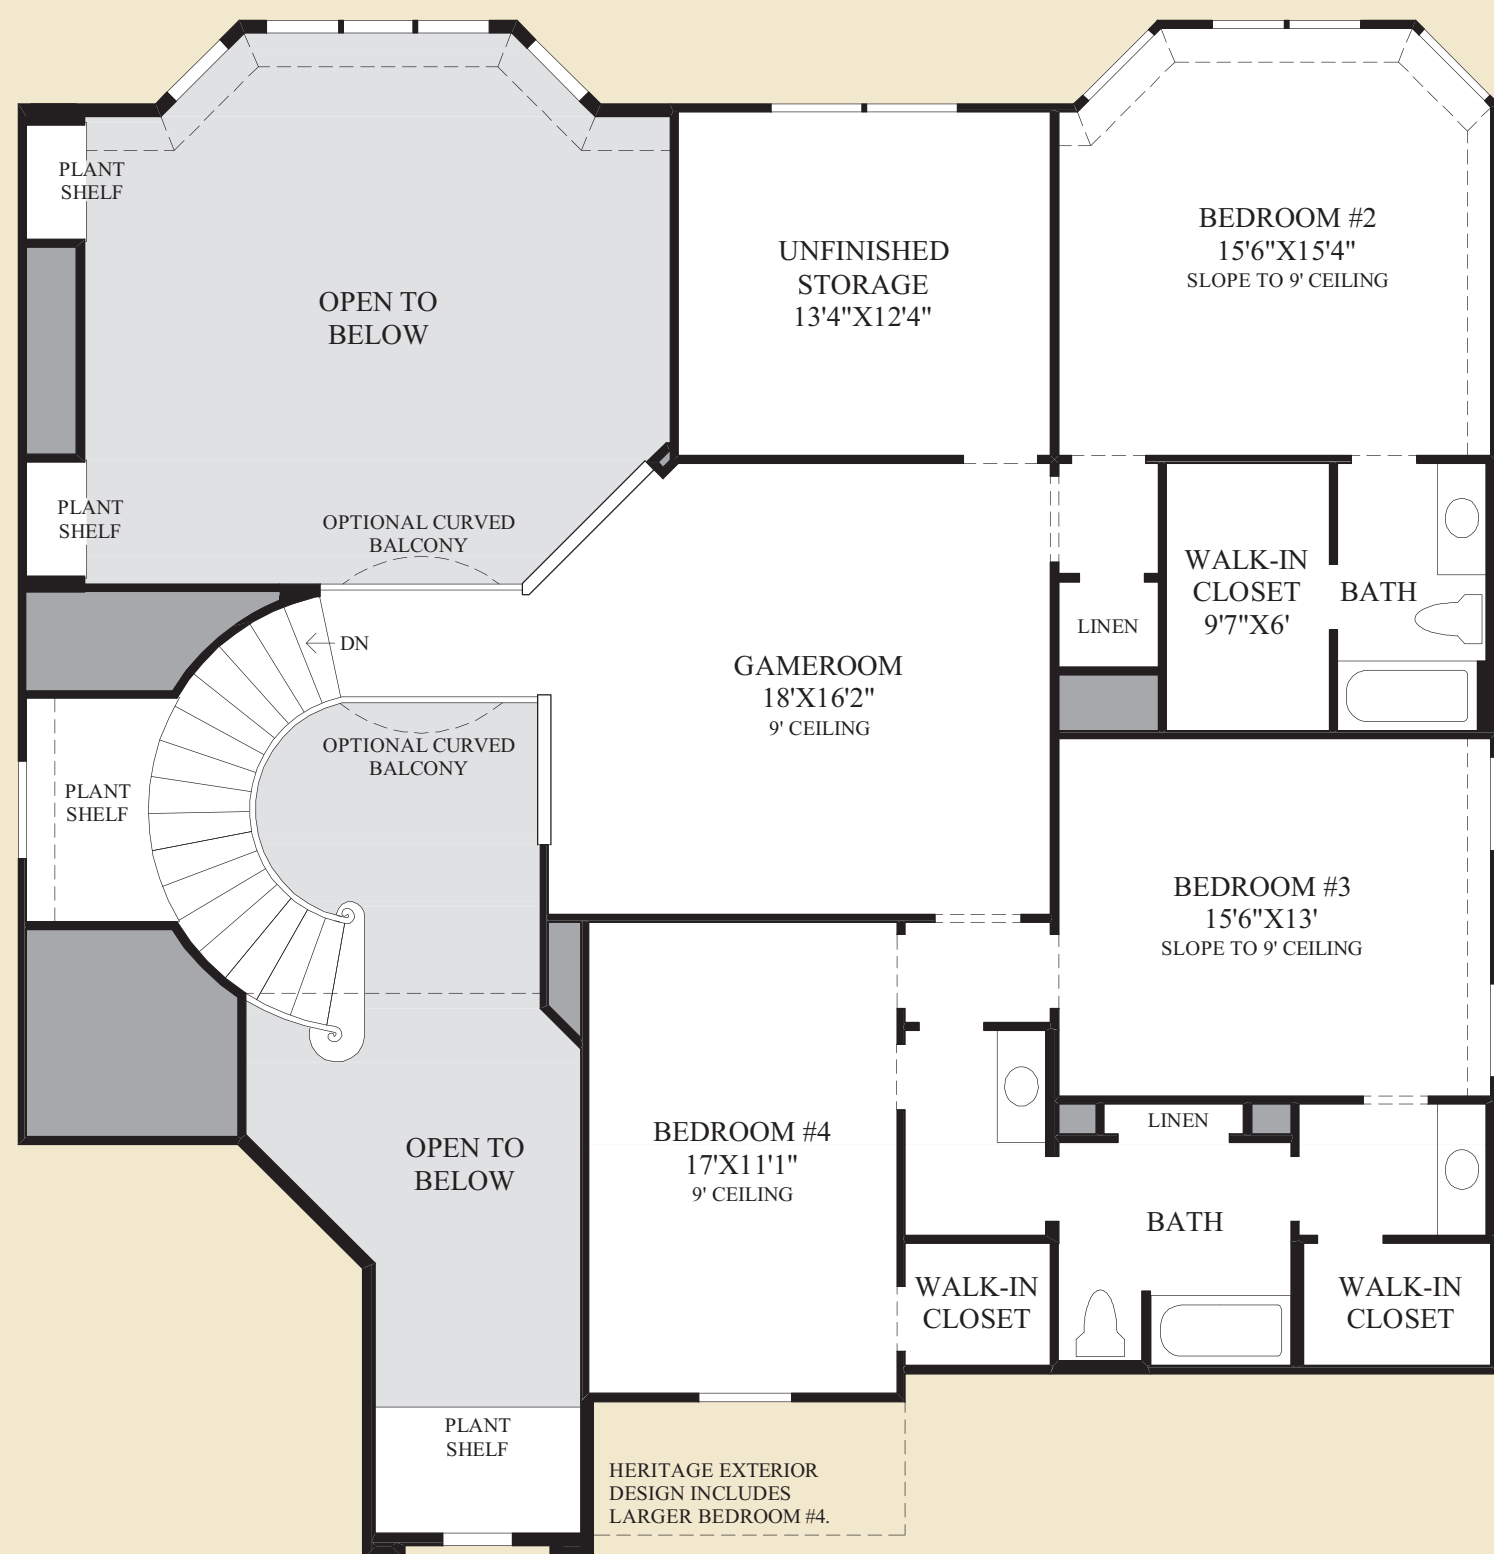 PLANT
SHELF
OPEN TO
BELOW
UNFINISHED
STORAGE
13'4"X12'4"
BEDROOM #2
15'6"X15'4"
SLOPE TO 9' CEILING
PLANT
SHELF
OPTIONAL CURVED
BALCONY
WALK-IN
CLOSET
9'7"X6'
BATH
LINEN
DN
GAMEROOM
18'X16'2"
9' CEILING
OPTIONAL CURVED
BALCONY
PLANT
SHELF
BEDROOM #3
15'6"X13'
SLOPE TO 9' CEILING
LINEN
OPEN TO
BELOW
BEDROOM #4
17'X11'1"
9' CEILING
BATH
WALK-IN
CLOSET
WALK-IN
CLOSET
PLANT
SHELF
HERITAGE EXTERIOR
DESIGN INCLUDES
LARGER BEDROOM #4.